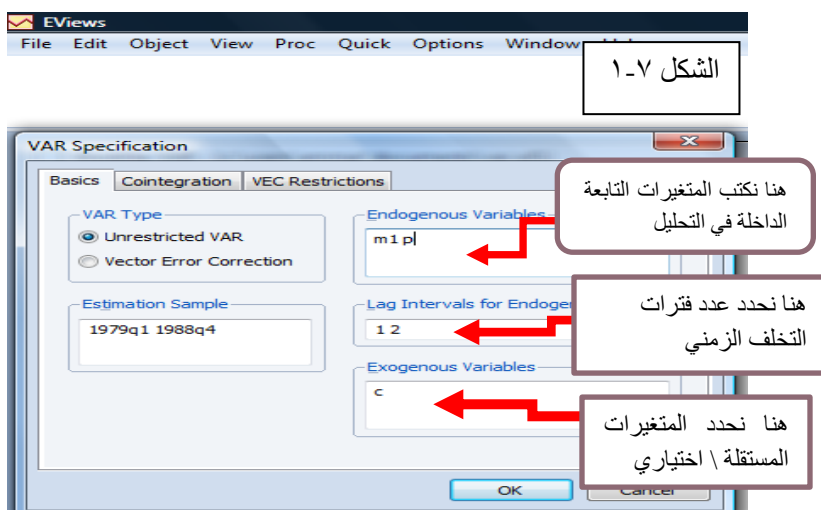 EViews
File Edit Object View Proc Quick Options Window
الشكل ٧-١
VAR Specification
Basics Cointegration VEC Restrictions
VAR Type
Unrestricted VAR
Vector Error Correction
Endogenous Variables
m1 p
هنا نكتب المتغيرات التابعة
الداخلة في التحليل
Estimation Sample
1979q1 1988q4
Lag Intervals for Endogen
1 2
هنا نحدد عدد فترات
التخلف الزمني
Exogenous Variables
c
هنا نحدد المتغيرات
المستقلة \ اختياري
OK
Cancel